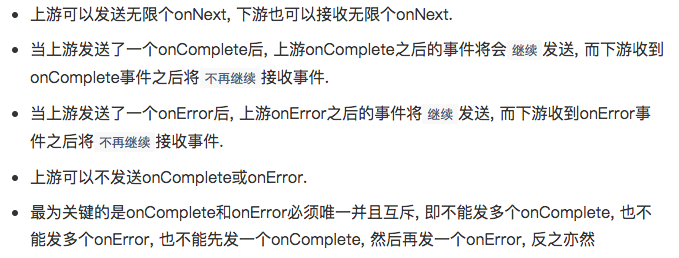 上游可以发送无限个onNext, 下游也可以接收无限个onNext.
当上游发送了一个onComplete后, 上游onComplete之后的事件将会 继续 发送, 而下游收到
onComplete事件之后将 不再继续 接收事件.
当上游发送了一个onError后, 上游onError之后的事件将 继续 发送, 而下游收到onError事
件之后将 不再继续 接收事件.
上游可以不发送onComplete或onError.
最为关键的是onComplete和onError必须唯一并且互斥, 即不能发多个onComplete, 也不
能发多个onError, 也不能先发一个onComplete, 然后再发一个onError, 反之亦然